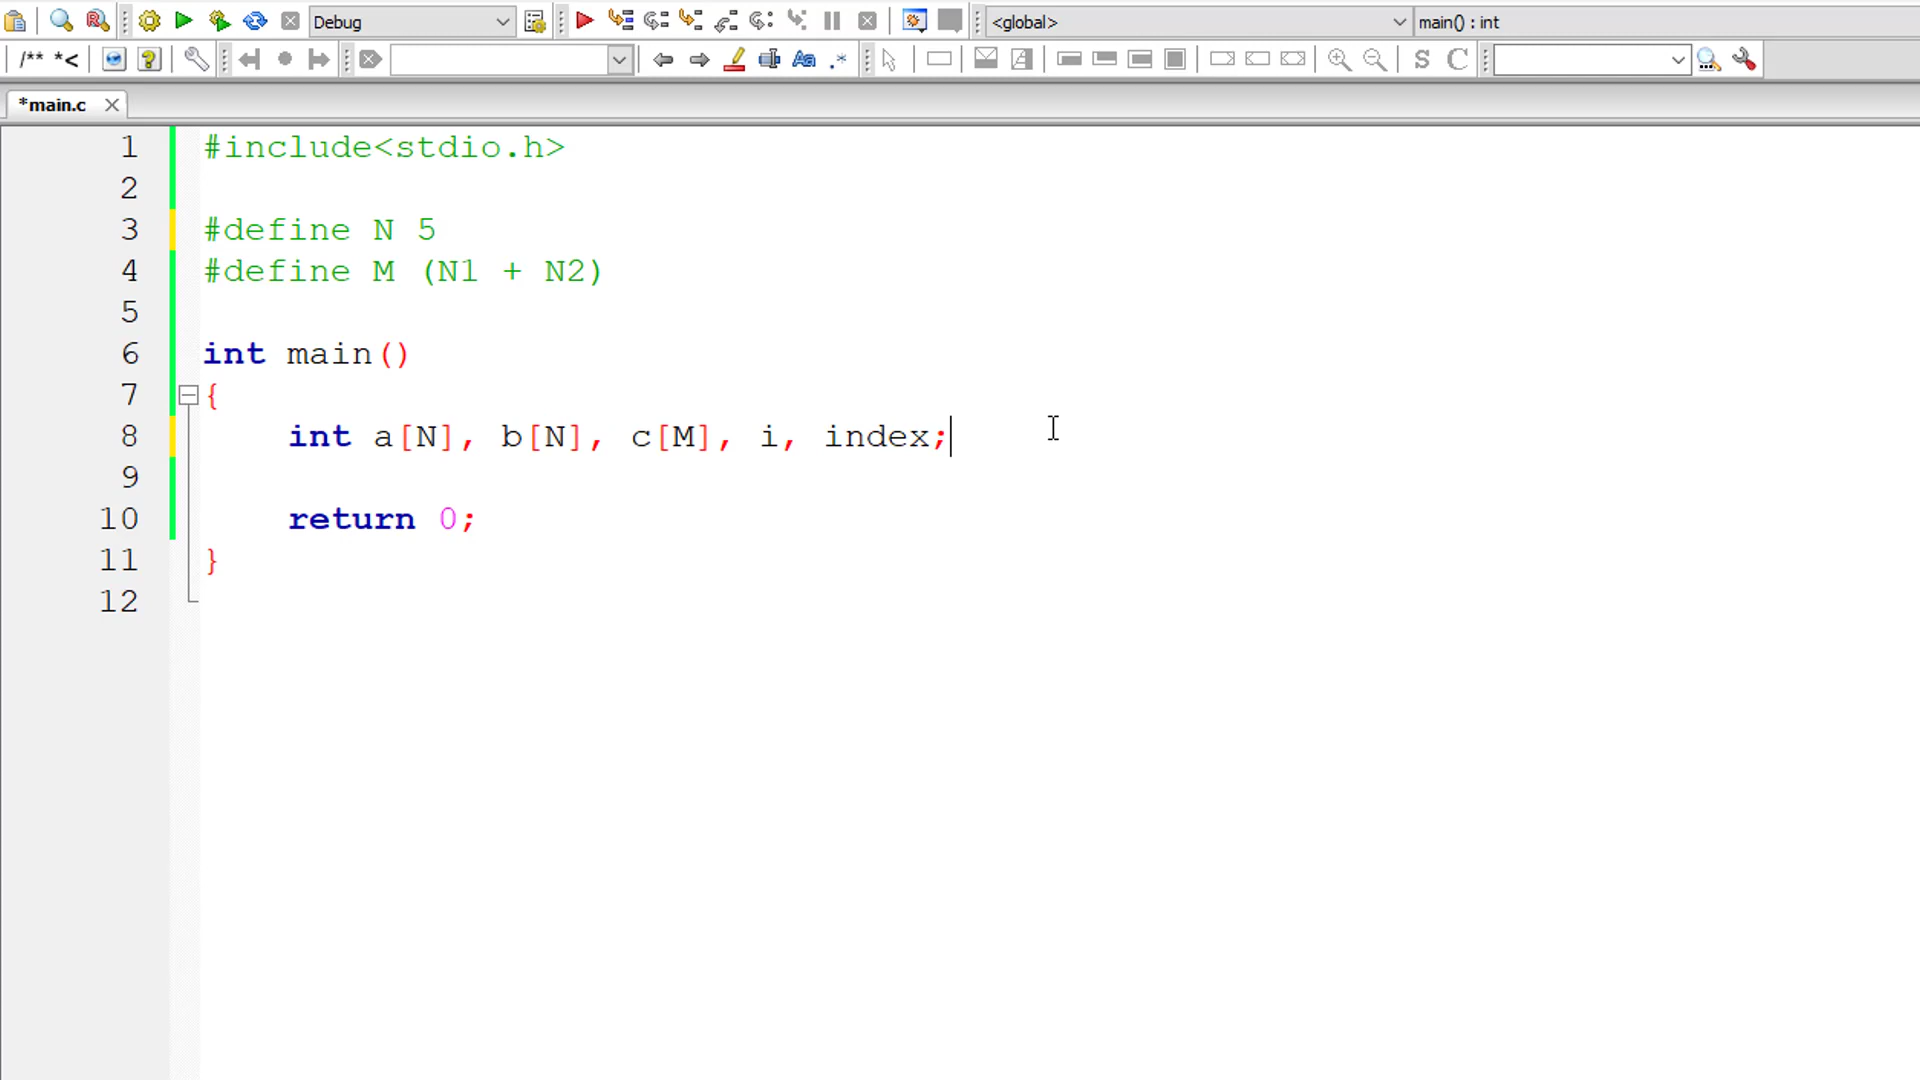 Debug
<global>
main() : int
/** *<
Aa
.*
S
C
*main.c
1 #include<stdio.h>
2
3 #define N 5
4 #define M (N1 + N2)
5
6 int main()
7 {
8 int a[N], b[N], c[M], i, index;
9
10 return 0;
11 }
12